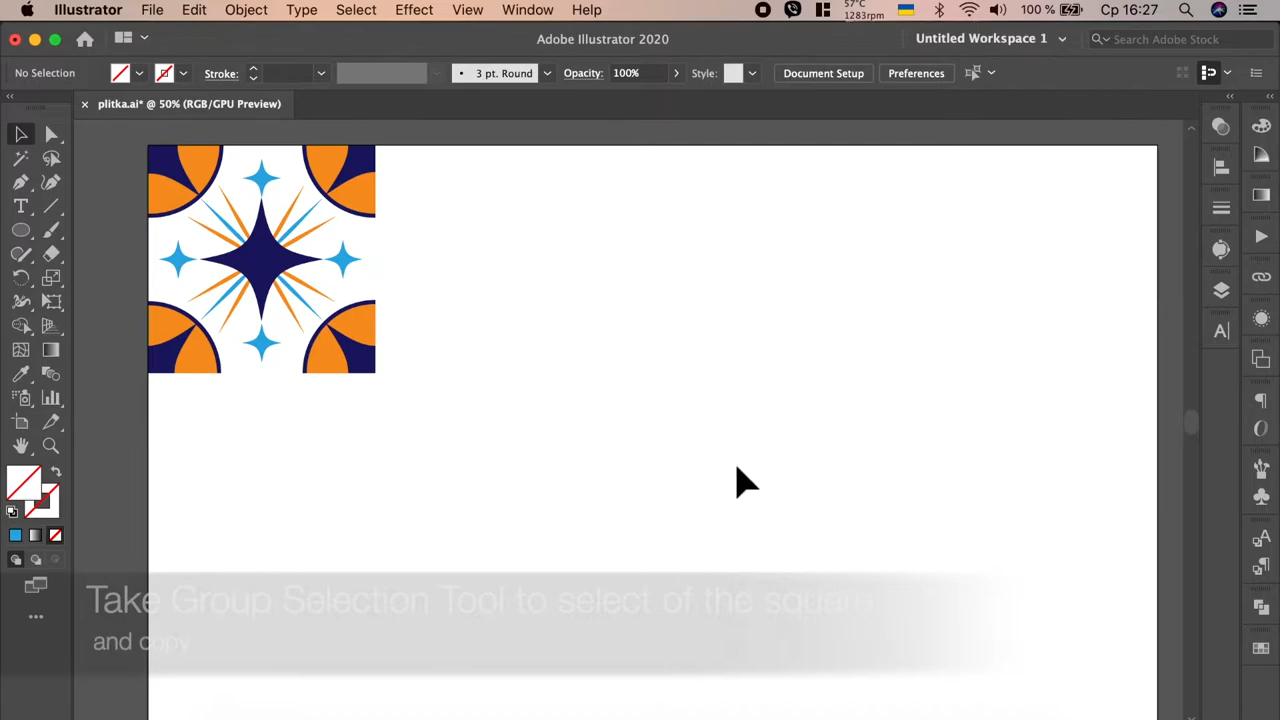 Illustrator File Edit Object Type Select Effect View Window Help
57°C
1283rpm
100 % Ср 16:27
Adobe Illustrator 2020
Untitled Workspace 1
Search Adobe Stock
No Selection
Stroke:
3 pt. Round
Opacity: 100%
Style:
Document Setup
Preferences
plitka.ai* @ 50% (RGB/GPU Preview)
Take Group Selection Tool to select of the square
and copy